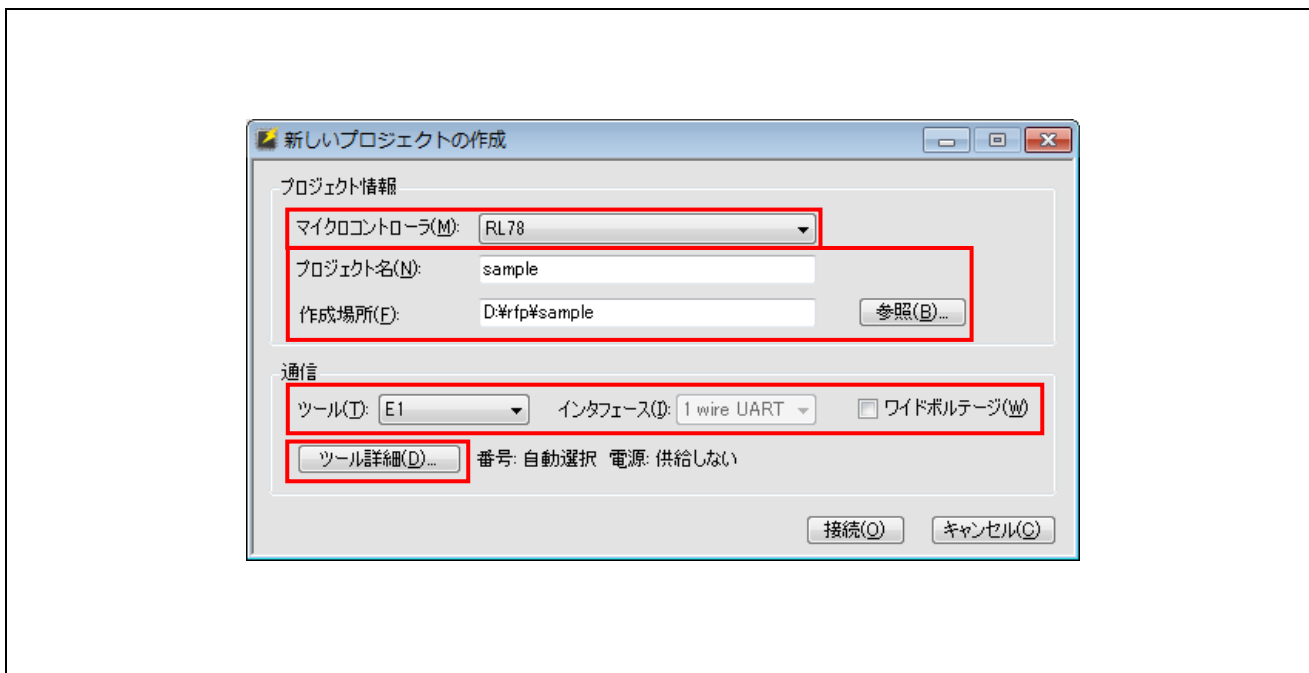 新しいプロジェクトの作成
プロジェクト情報
マイクロコントローラ(M): RL78
プロジェクト名(N): sample
作成場所(F): D:¥rfp¥sample 参照(B)...
通信
ツール(T): E1 インタフェース(I): 1 wire UART ワイドボルテージ(W)
ツール詳細(D)... 番号: 自動選択 電源: 供給しない
接続(O) キャンセル(C)